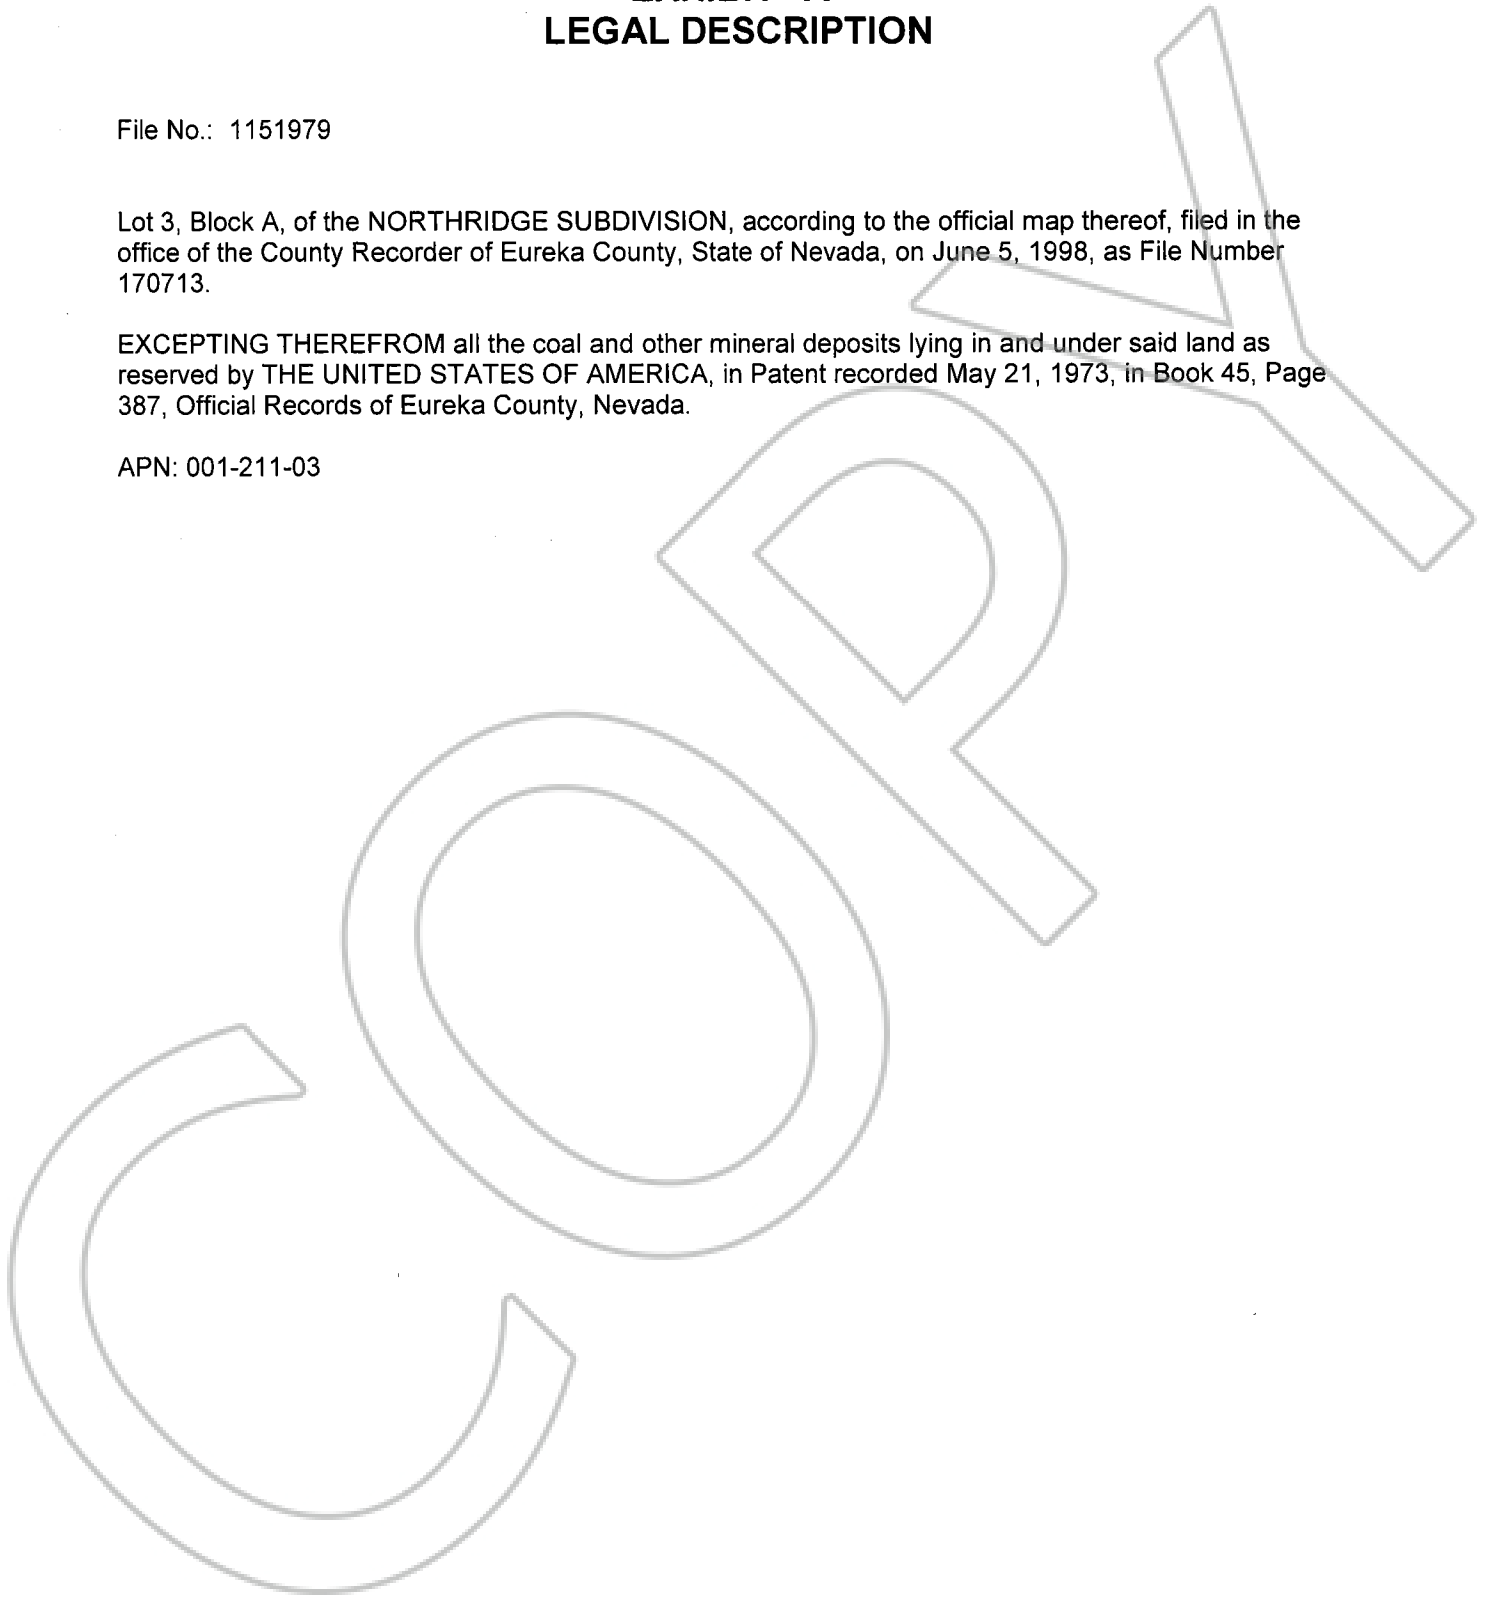 LEGAL DESCRIPTION
File No.: 1151979
Lot 3, Block A, of the NORTHRIDGE SUBDIVISION, according to the official map thereof, filed in the
office of the County Recorder of Eureka County, State of Nevada, on June 5, 1998, as File Number
170713.
EXCEPTING THEREFROM all the coal and other mineral deposits lying in and under said land as
reserved by THE UNITED STATES OF AMERICA, in Patent recorded May 21, 1973, in Book 45, Page
387, Official Records of Eureka County, Nevada.
APN: 001-211-03
COPY